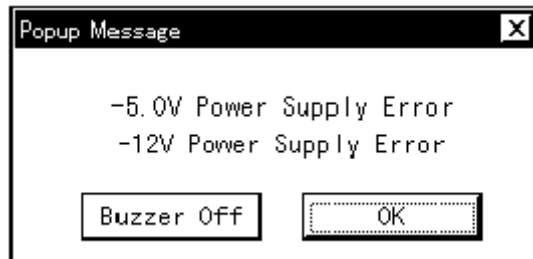 Popup Message
X
-5.0V Power Supply Error
-12V Power Supply Error
Buzzer Off
OK